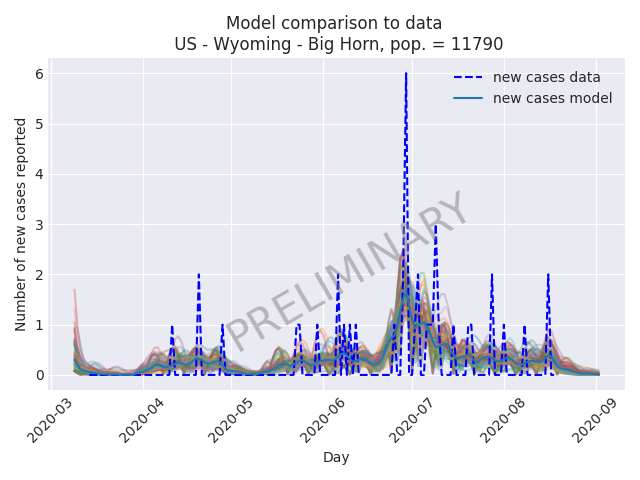 Model comparison to data
US - Wyoming - Big Horn, pop. = 11790
new cases data
new cases model
PRELIMINARY
Number of new cases reported
6
5
4
3
2
1
0
2020-03
2020-04
2020-05
2020-06
2020-07
2020-08
2020-09
Day